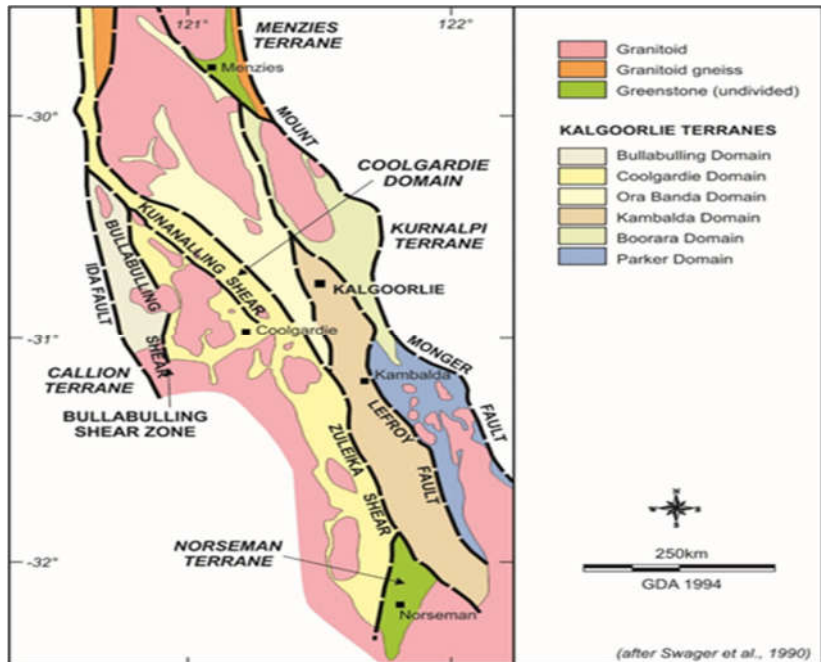 121°
122°
-30°
-31°
-32°
MENZIES
TERRANE
Menzies
MOUNT
COOLGARDIE
DOMAIN
KURNALPI
TERRANE
KUNANALLING SHEAR
BULLABULLING
SHEAR
IDA FAULT
KALGOORLIE
Coolgardie
MONGER
FAULT
CALLION
TERRANE
Kambalda
BULLABULLING
SHEAR ZONE
LEFROY
FAULT
ZULEIKA
SHEAR
NORSEMAN
TERRANE
Norseman
Granitoid
Granitoid gneiss
Greenstone (undivided)
KALGOORLIE TERRANES
Bullabulling Domain
Coolgardie Domain
Ora Banda Domain
Kambalda Domain
Boorara Domain
Parker Domain
N
W
E
S
250km
GDA 1994
(after Swager et al., 1990)